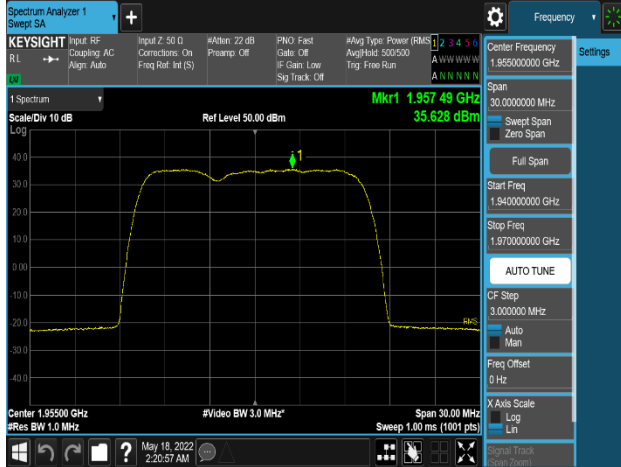 Spectrum Analyzer 1
Swept SA
+
Frequency
KEYSIGHT Input: RF Input Z: 50 Ω #Atten: 22 dB PNO: Fast #Avg Type: Power (RMS 1 2 3 4 5 6
RL Coupling: AC Corrections: On Preamp: Off Gate: Off Avg|Hold: 500/500 A W W W W W
Align: Auto Freq Ref: Int (S) IF Gain: Low Trig: Free Run
Sig Track: Off A N N N N N
Settings
1 Spectrum
Mkr1 1.957 49 GHz
Scale/Div 10 dB Ref Level 50.00 dBm 35.628 dBm
Log
40.0
30.0
20.0
10.0
0.00
-10.0
-20.0
-30.0
-40.0
1
RMS
Center 1.95500 GHz #Video BW 3.0 MHz* Span 30.00 MHz
#Res BW 1.0 MHz Sweep 1.00 ms (1001 pts)
Center Frequency
1.955000000 GHz
Span
30.0000000 MHz
Swept Span
Zero Span
Full Span
Start Freq
1.940000000 GHz
Stop Freq
1.970000000 GHz
AUTO TUNE
CF Step
3.000000 MHz
Auto
Man
Freq Offset
0 Hz
X Axis Scale
Log
Lin
Signal Track
(Span Zoom)
? May 18, 2022
2:20:57 AM